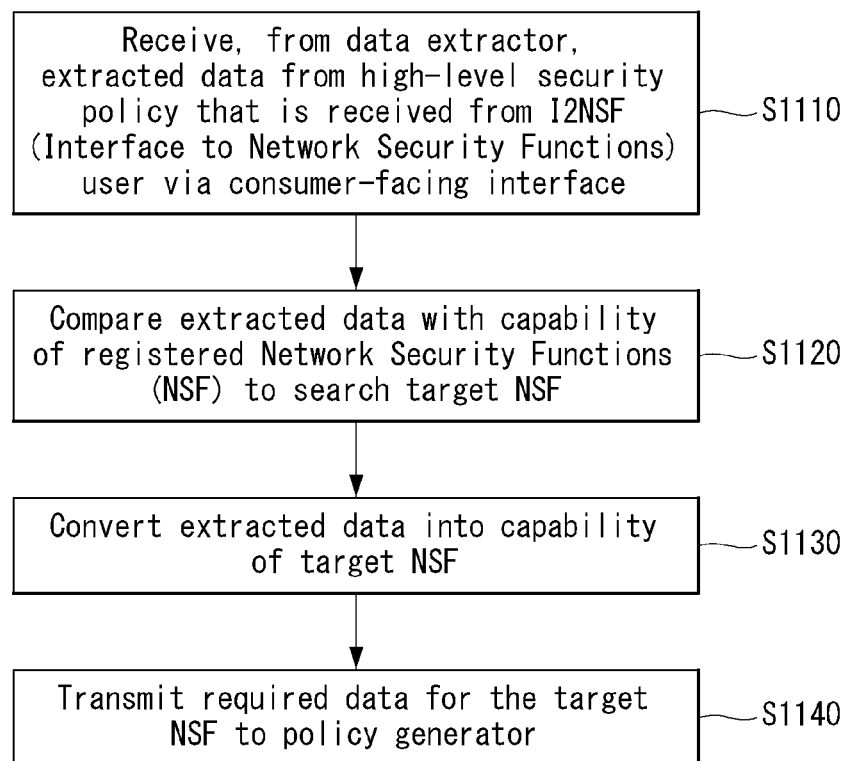 Receive, from data extractor,
extracted data from high-level security
policy that is received from I2NSF
(Interface to Network Security Functions)
user via consumer-facing interface
S1110
Compare extracted data with capability
of registered Network Security Functions
(NSF) to search target NSF
S1120
Convert extracted data into capability
of target NSF
S1130
Transmit required data for the target
NSF to policy generator
S1140